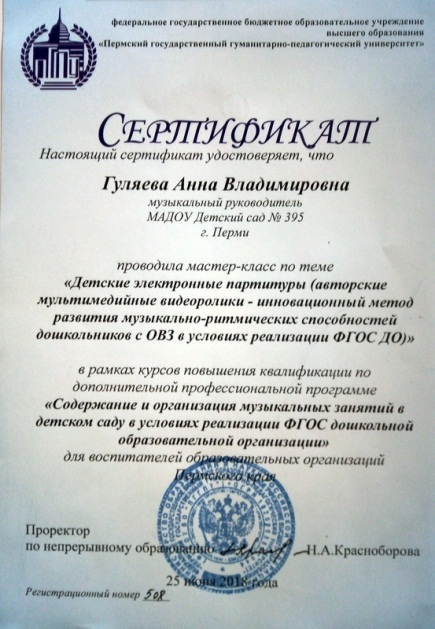 федеральное государственное бюджетное образовательное учреждение
высшего образования
«Пермский государственный гуманитарно-педагогический университет»
СЕРТИФИКАТ
Настоящий сертификат удостоверяет, что
Гуляева Анна Владимировна
музыкальный руководитель
МАДОУ Детский сад № 395
г. Перми
проводила мастер-класс по теме
«Детские электронные партитуры (авторские
мультимедийные видеоролики - инновационный метод
развития музыкально-ритмических способностей
дошкольников с ОВЗ в условиях реализации ФГОС ДО)»
в рамках курсов повышения квалификации по
дополнительной профессиональной программе
«Содержание и организация музыкальных занятий в
детском саду в условиях реализации ФГОС дошкольной
образовательной организации»
для воспитателей образовательных организаций
Пермского края
Проректор
по непрерывному образованию Н.А.Красноборова
25 июня 2018 года
Регистрационный номер 508